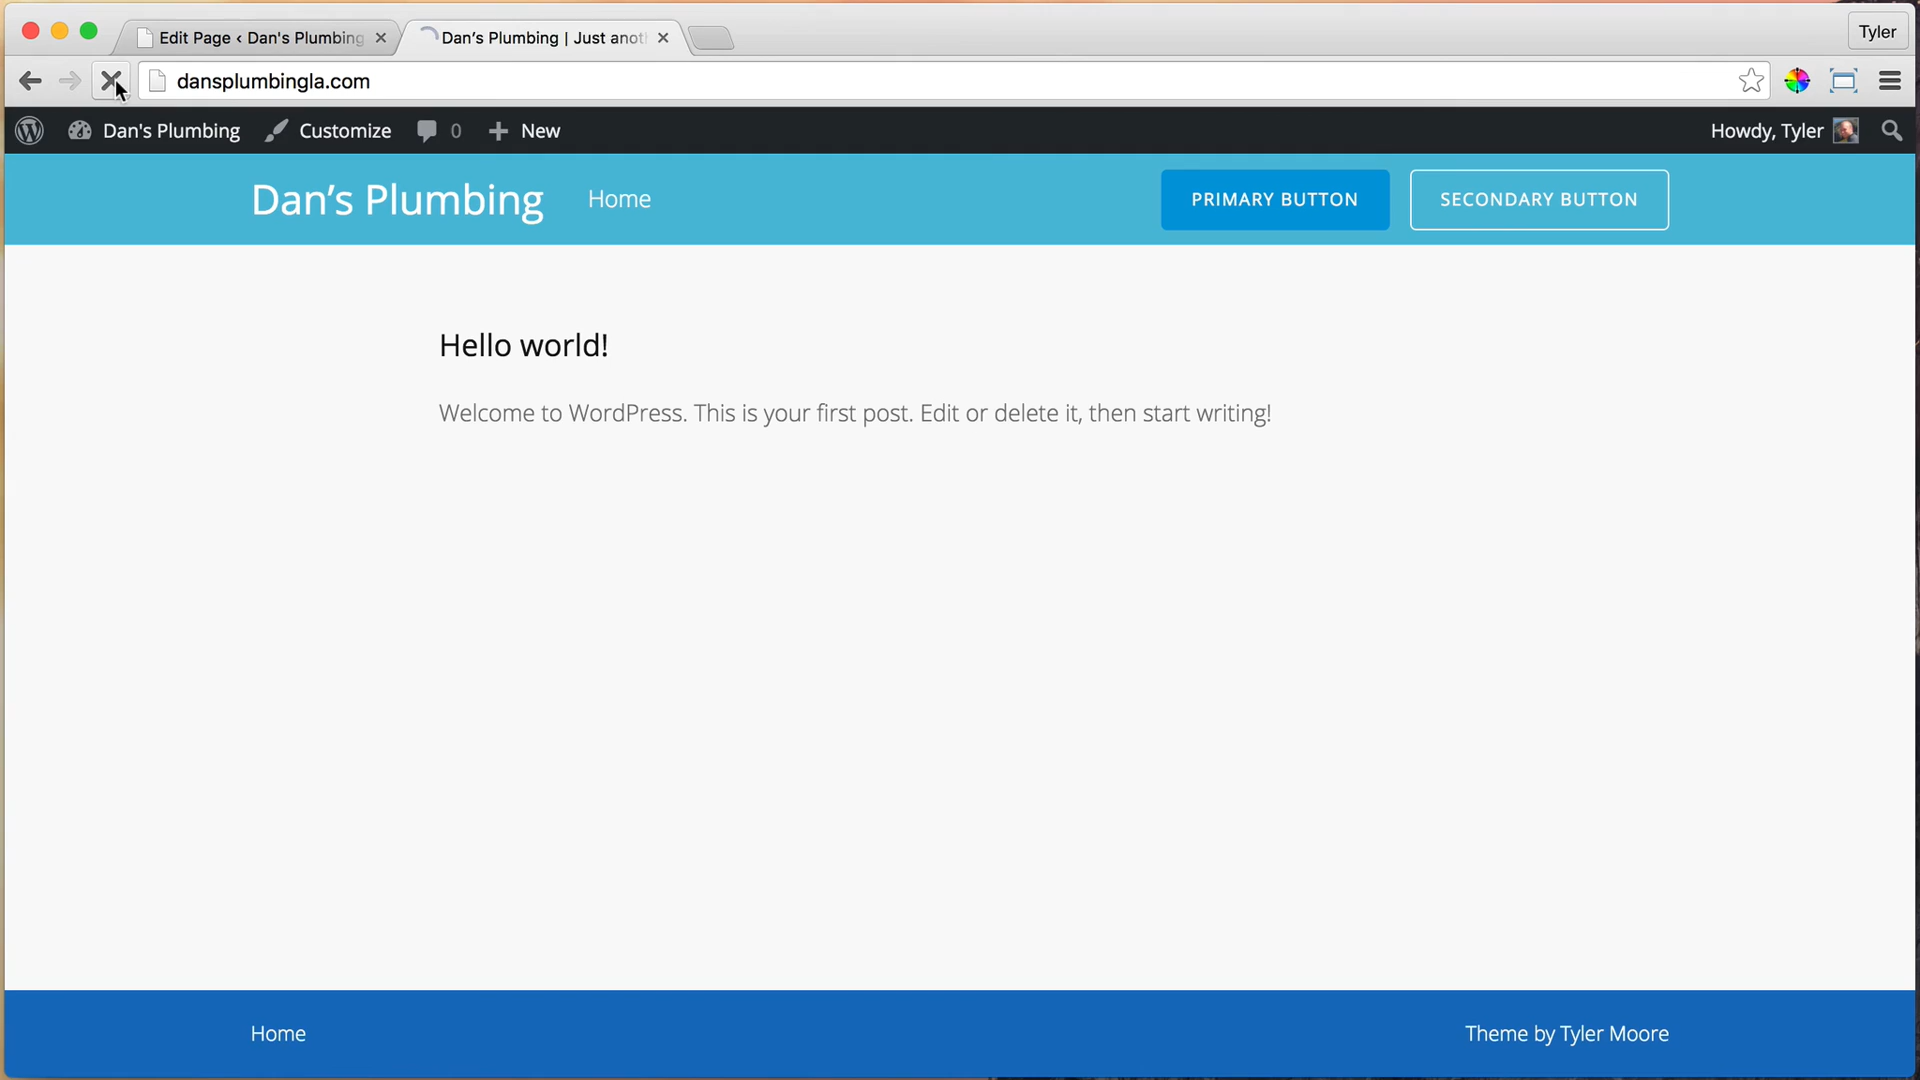 Edit Page ‹ Dan's Plumbing
Dan's Plumbing | Just anot
Tyler
dansplumbingla.com
Dan's Plumbing
Customize
0
New
Howdy, Tyler
Dan’s Plumbing
Home
PRIMARY BUTTON
SECONDARY BUTTON
Hello world!
Welcome to WordPress. This is your first post. Edit or delete it, then start writing!
Home
Theme by Tyler Moore